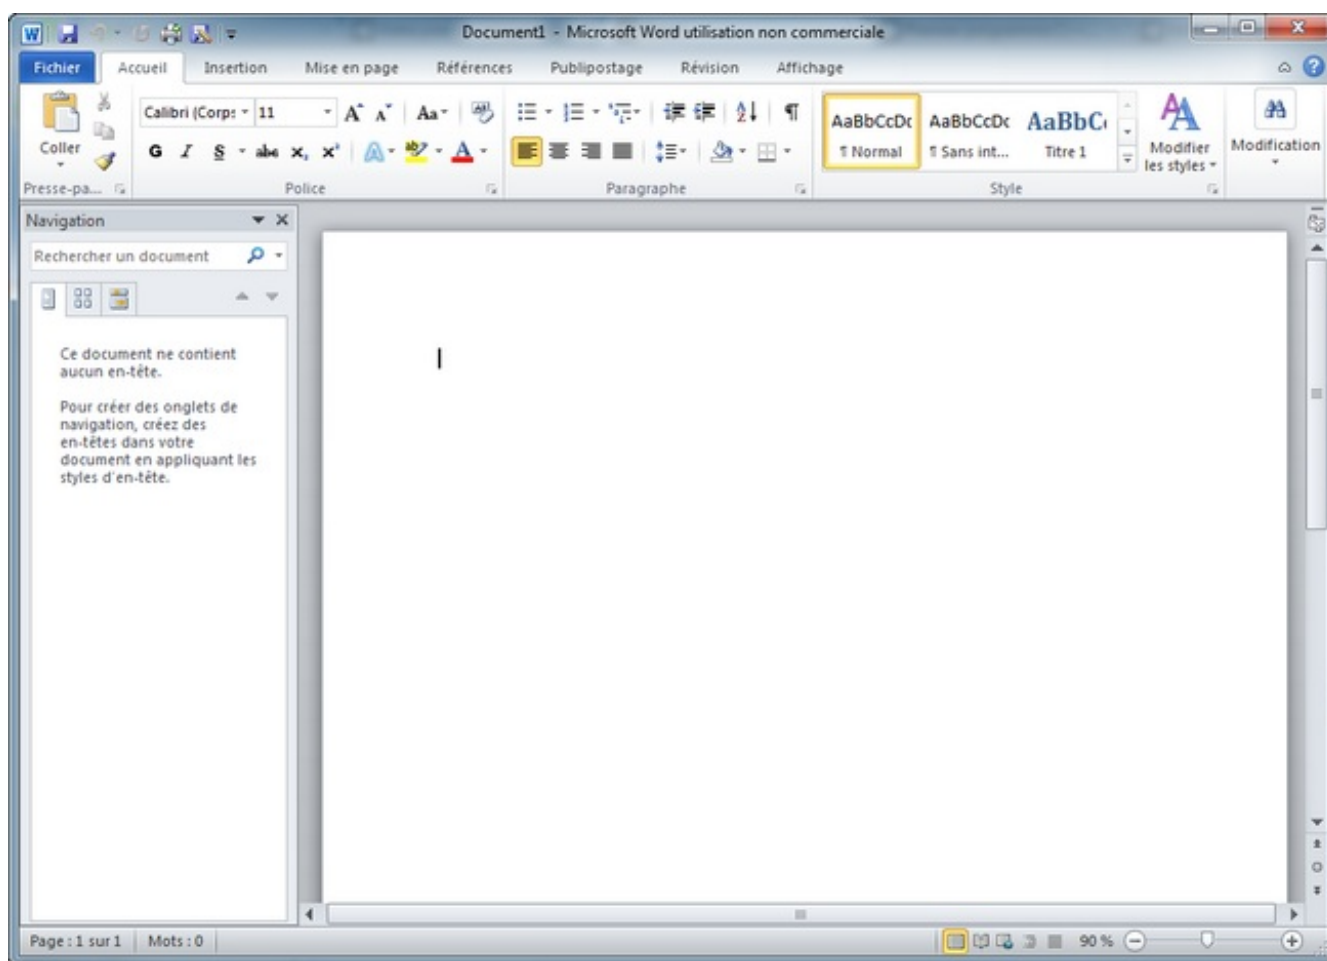 Document1 - Microsoft Word utilisation non commerciale
Fichier Accueil Insertion Mise en page Références Publipostage Révision Affichage
Calibri (Corps 11 Aa
AaBbCcDc AaBbCcDc AaBbC
Coller G I S abc x, x² A
¶ Normal ¶ Sans int... Titre 1 Modifier les styles Modification
Presse-pa... Police Paragraphe Style
Navigation
Rechercher un document
Ce document ne contient
aucun en-tête.
Pour créer des onglets de
navigation, créez des
en-têtes dans votre
document en appliquant les
styles d'en-tête.
Page : 1 sur 1 Mots : 0 90 %